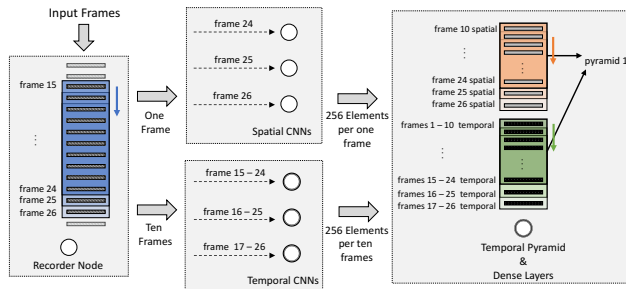 Input Frames
frame 15
⋮
frame 24
frame 25
frame 26
Recorder Node
One
Frame
Ten
Frames
frame 24
frame 25
frame 26
Spatial CNNs
frame 15 – 24
frame 16 – 25
frame 17 – 26
Temporal CNNs
256 Elements
per one
frame
256 Elements
per ten
frames
frame 10 spatial
frame 24 spatial
frame 25 spatial
frame 26 spatial
pyramid 1
frames 1 – 10 temporal
frames 15 – 24 temporal
frames 16 – 25 temporal
frames 17 – 26 temporal
Temporal Pyramid
&
Dense Layers